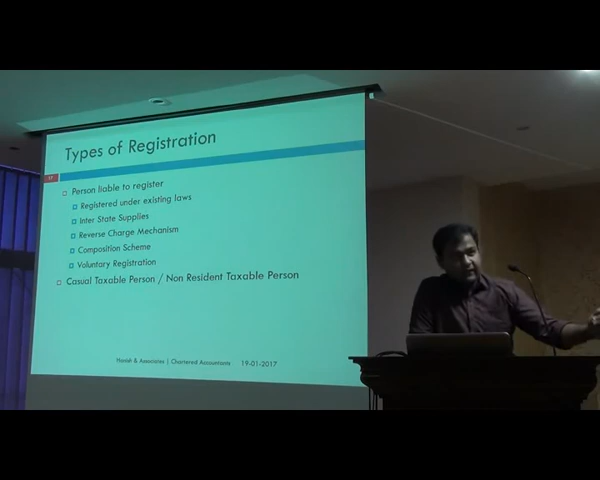 Types of Registration
17
Person liable to register
Registered under existing laws
Inter State Supplies
Reverse Charge Mechanism
Composition Scheme
Voluntary Registration
Casual Taxable Person / Non Resident Taxable Person
& Associates | Chartered Accountants 19-01-2017